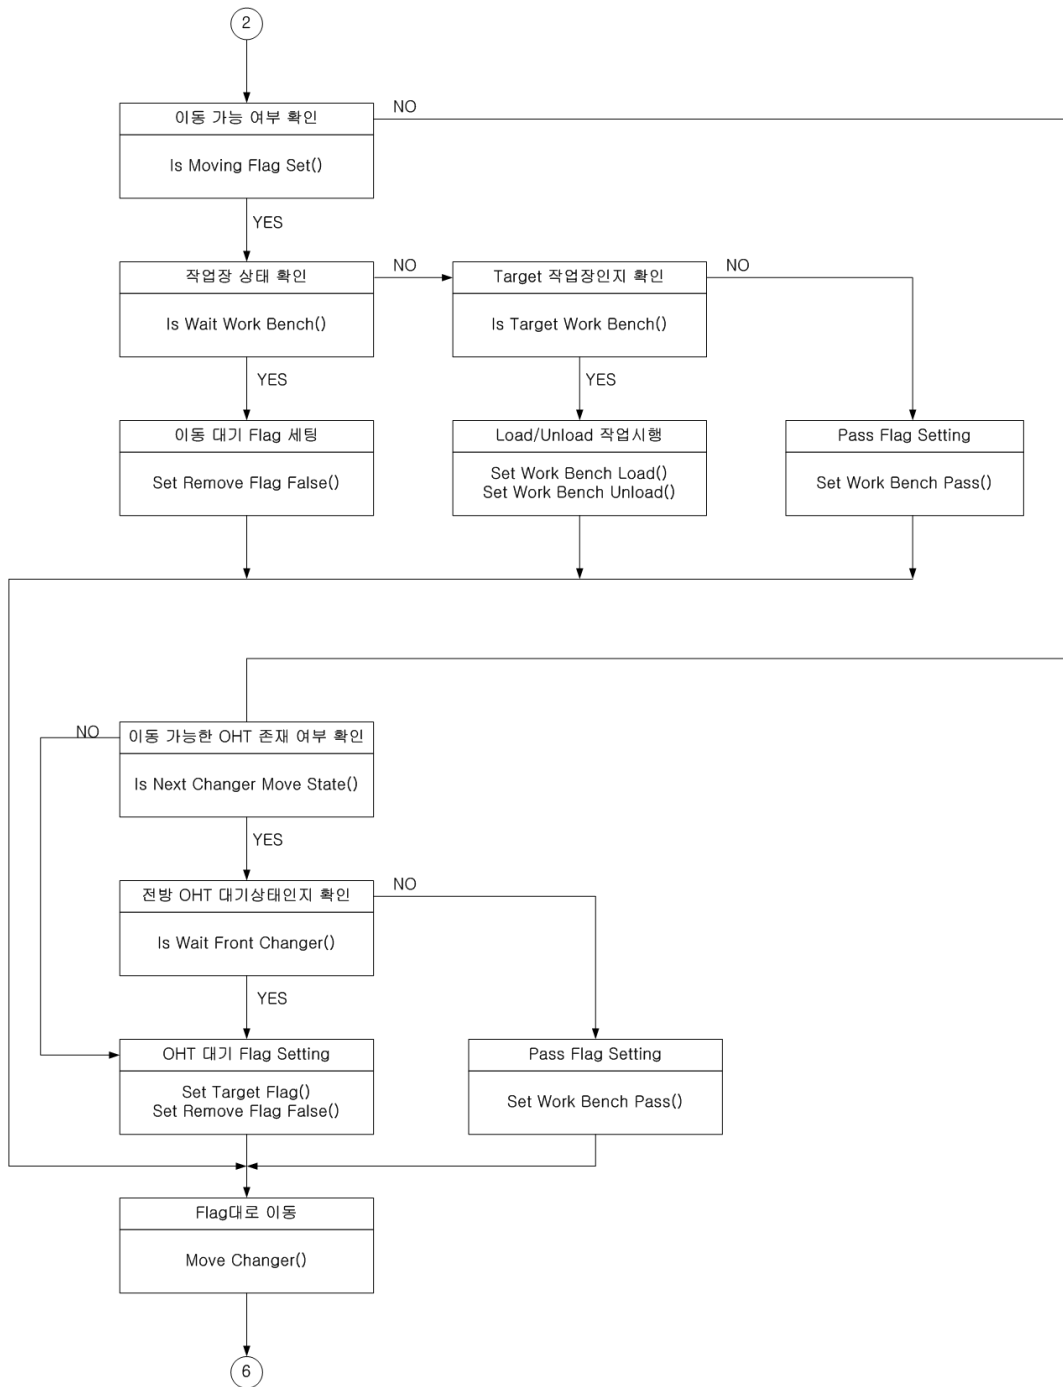 2
이동 가능 여부 확인
NO
Is Moving Flag Set()
YES
작업장 상태 확인
NO
Target 작업장인지 확인
NO
Is Wait Work Bench()
Is Target Work Bench()
YES
YES
이동 대기 Flag 세팅
Load/Unload 작업시행
Pass Flag Setting
Set Remove Flag False()
Set Work Bench Load()
Set Work Bench Unload()
Set Work Bench Pass()
NO
이동 가능한 OHT 존재 여부 확인
Is Next Changer Move State()
YES
전방 OHT 대기상태인지 확인
NO
Is Wait Front Changer()
YES
OHT 대기 Flag Setting
Pass Flag Setting
Set Target Flag()
Set Remove Flag False()
Set Work Bench Pass()
Flag대로 이동
Move Changer()
6